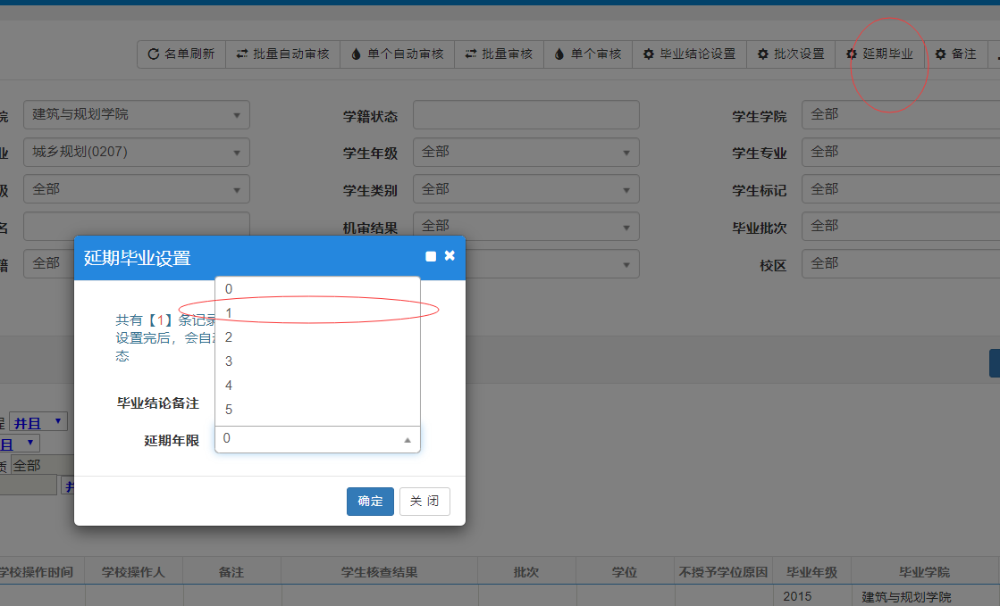 名单刷新 批量自动审核 单个自动审核 批量审核 单个审核 毕业结论设置 批次设置 延期毕业 备注
院 建筑与规划学院 学籍状态 学生学院 全部
业 城乡规划(0207) 学生年级 全部 学生专业 全部
级 全部 学生类别 全部 学生标记 全部
名 机审结果 全部 毕业批次 全部
籍 全部 校区 全部
延期毕业设置
0
1
2
3
4
5
共有【1】条记录
设置完后，会自动
态
毕业结论备注
延期年限 0
确定 关 闭
并且
且
全部
学校操作时间 学校操作人 备注 学生核查结果 批次 学位 不授予学位原因 毕业年级 毕业学院
2015 建筑与规划学院